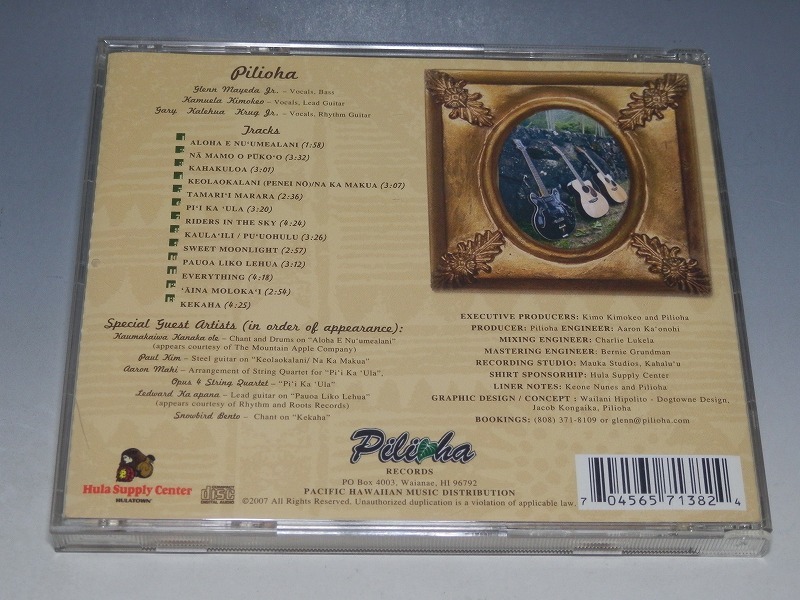 Pilioha
Glenn Mayeda Jr. – Vocals, Bass
Kamuela Kimokeo – Vocals, Lead Guitar
Gary Kalehua Krug Jr. – Vocals, Rhythm Guitar
Tracks
ALOHA E NU‘UMEALANI (1:58)
NĀ MAMO O PŪKO‘O (3:32)
KAHAKULOA (3:01)
KEOLAOKALANI (PENEI NŌ)/NA KA MAKUA (3:07)
TAMARI‘I MARARA (2:36)
PI‘I KA ‘ULA (3:20)
RIDERS IN THE SKY (4:24)
KAULA‘ILI / PU‘UOHULU (3:26)
SWEET MOONLIGHT (2:57)
PAUOA LIKO LEHUA (3:12)
EVERYTHING (4:18)
‘ĀINA MOLOKA‘I (2:54)
KEKAHA (4:25)
Special Guest Artists (in order of appearance):
Kaumakaiwa Kanaka ole – Chant and Drums on "Aloha E Nu‘umealani"
(appears courtesy of The Mountain Apple Company)
Paul Kim – Steel guitar on "Keolaokalani/ Na Ka Makua"
Aaron Mahi – Arrangement of String Quartet for "Pi‘i Ka ‘Ula",
Opus 4 String Quartet – "Pi‘i Ka ‘Ula"
Ledward Ka apana – Lead guitar on "Pauoa Liko Lehua"
(appears courtesy of Rhythm and Roots Records)
Snowbird Bento – Chant on "Kekaha"
EXECUTIVE PRODUCERS: Kimo Kimokeo and Pilioha
PRODUCER: Pilioha ENGINEER: Aaron Ka‘onohi
MIXING ENGINEER: Charlie Lukela
MASTERING ENGINEER: Bernie Grundman
RECORDING STUDIO: Mauka Studios, Kahalu‘u
SHIRT SPONSORHIP: Hula Supply Center
LINER NOTES: Keone Nunes and Pilioha
GRAPHIC DESIGN / CONCEPT : Wailani Hipolito - Dogtowne Design,
Jacob Kongaika, Pilioha
BOOKINGS: (808) 371-8109 or glenn@pilioha.com
Pilioha
RECORDS
PO Box 4003, Waianae, HI 96792
PACIFIC HAWAIIAN MUSIC DISTRIBUTION
©2007 All Rights Reserved. Unauthorized duplication is a violation of applicable law.
Hula Supply Center
HULATOWN
disc
DIGITAL AUDIO
7 04565 71382 4